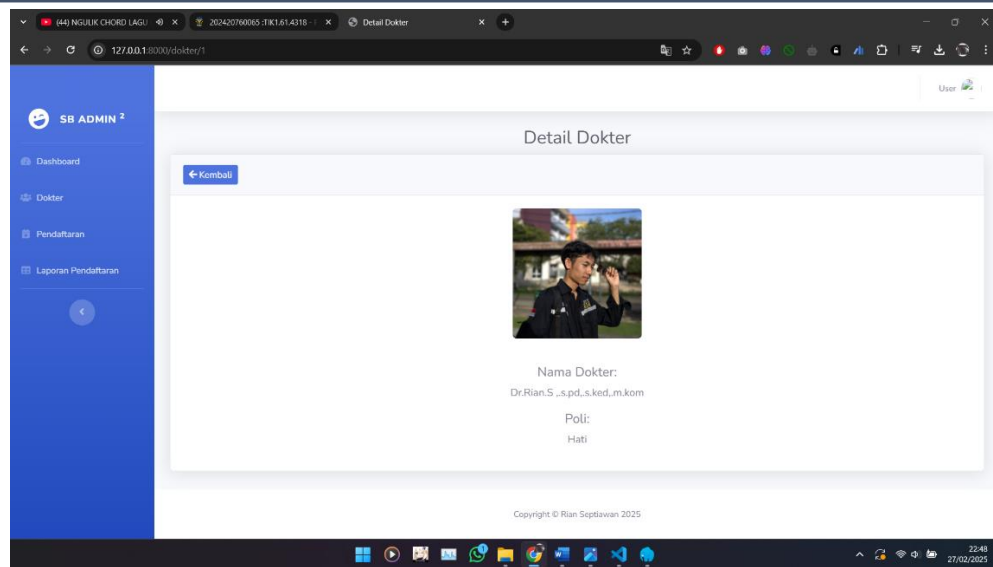 (44) NGULIK CHORD LAGU
202420760065 :TIK1.61.4318 -
Detail Dokter
127.0.0.1:8000/dokter/1
User
SB ADMIN 2
Detail Dokter
Dashboard
Kembali
Dokter
Pendaftaran
Laporan Pendaftaran
Nama Dokter:
Dr.Rian.S ,.s.pd,.s.ked,.m.kom
Poli:
Hati
Copyright © Rian Septiawan 2025
22:48
27/02/2025